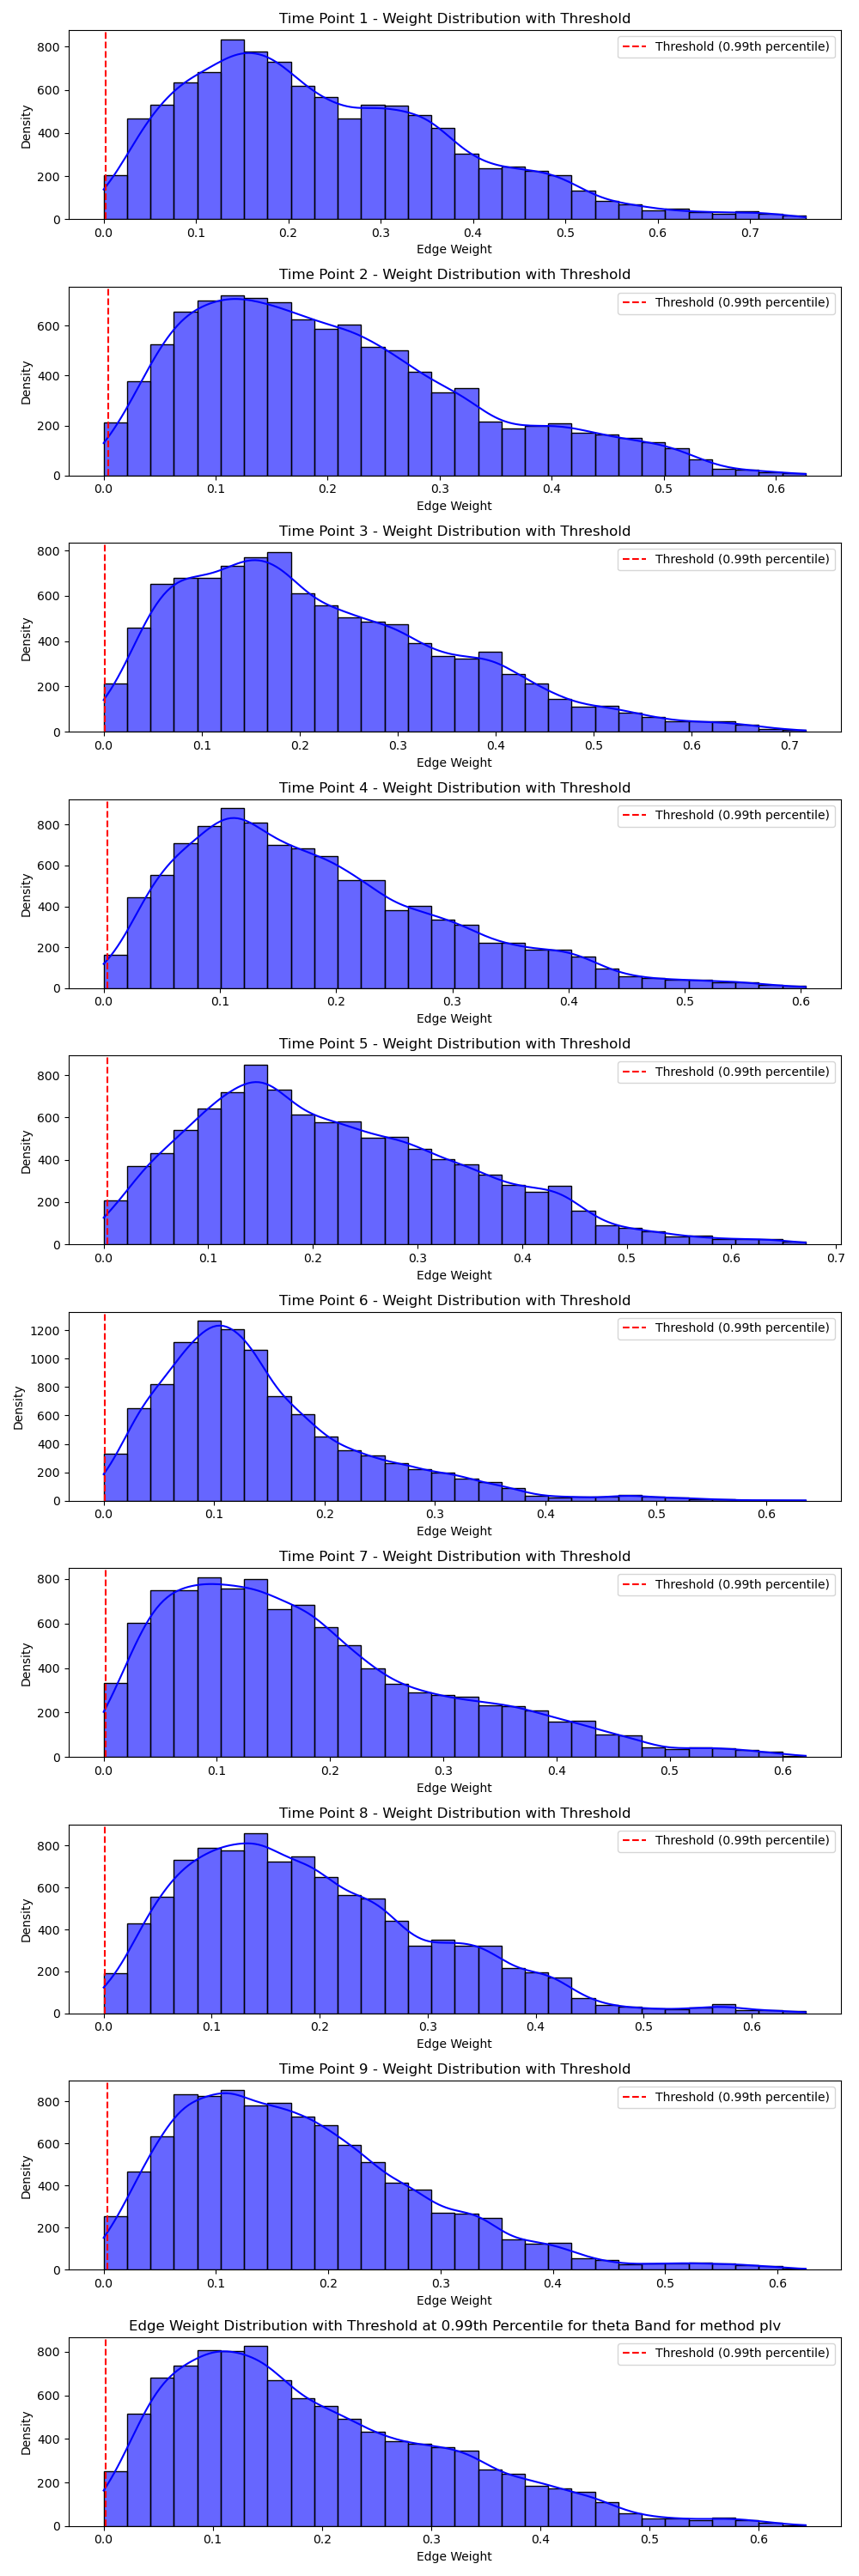 Time Point 1 - Weight Distribution with Threshold
Threshold (0.99th percentile)
Density
800
600
400
200
0
0.0 0.1 0.2 0.3 0.4 0.5 0.6 0.7
Edge Weight
Time Point 2 - Weight Distribution with Threshold
Threshold (0.99th percentile)
Density
600
400
200
0
0.0 0.1 0.2 0.3 0.4 0.5 0.6
Edge Weight
Time Point 3 - Weight Distribution with Threshold
Threshold (0.99th percentile)
Density
800
600
400
200
0
0.0 0.1 0.2 0.3 0.4 0.5 0.6 0.7
Edge Weight
Time Point 4 - Weight Distribution with Threshold
Threshold (0.99th percentile)
Density
800
600
400
200
0
0.0 0.1 0.2 0.3 0.4 0.5 0.6
Edge Weight
Time Point 5 - Weight Distribution with Threshold
Threshold (0.99th percentile)
Density
800
600
400
200
0
0.0 0.1 0.2 0.3 0.4 0.5 0.6 0.7
Edge Weight
Time Point 6 - Weight Distribution with Threshold
Threshold (0.99th percentile)
Density
1200
1000
800
600
400
200
0
0.0 0.1 0.2 0.3 0.4 0.5 0.6
Edge Weight
Time Point 7 - Weight Distribution with Threshold
Threshold (0.99th percentile)
Density
800
600
400
200
0
0.0 0.1 0.2 0.3 0.4 0.5 0.6
Edge Weight
Time Point 8 - Weight Distribution with Threshold
Threshold (0.99th percentile)
Density
800
600
400
200
0
0.0 0.1 0.2 0.3 0.4 0.5 0.6
Edge Weight
Time Point 9 - Weight Distribution with Threshold
Threshold (0.99th percentile)
Density
800
600
400
200
0
0.0 0.1 0.2 0.3 0.4 0.5 0.6
Edge Weight
Edge Weight Distribution with Threshold at 0.99th Percentile for theta Band for method plv
Threshold (0.99th percentile)
Density
800
600
400
200
0
0.0 0.1 0.2 0.3 0.4 0.5 0.6
Edge Weight